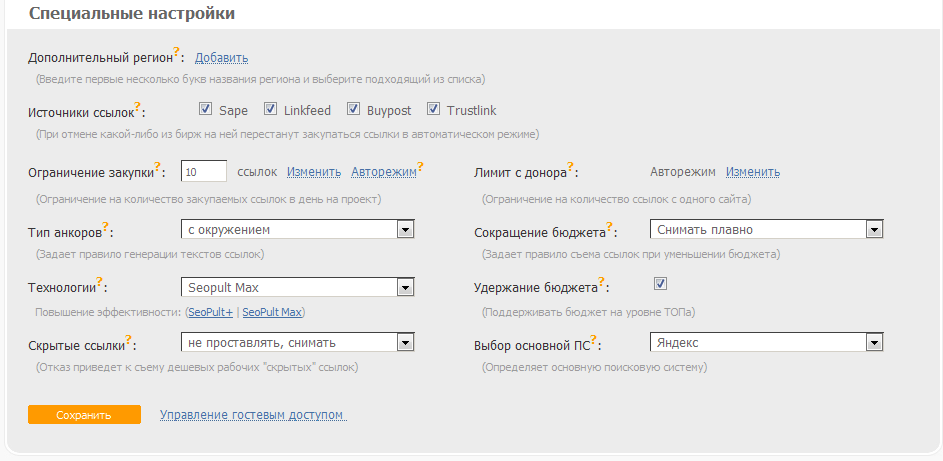 Специальные настройки
Дополнительный регион?: Добавить
(Введите первые несколько букв названия региона и выберите подходящий из списка)
Источники ссылок?: Sape Linkfeed Buypost Trustlink
(При отмене какой-либо из бирж на ней перестанут закупаться ссылки в автоматическом режиме)
Ограничение закупки?: 10 ссылок Изменить Авторежим? Лимит с донора?: Авторежим Изменить
(Ограничение на количество закупаемых ссылок в день на проект) (Ограничение на количество ссылок с одного сайта)
Тип анкоров?: с окружением Сокращение бюджета?: Снимать плавно
(Задает правило генерации текстов ссылок) (Задает правило съема ссылок при уменьшении бюджета)
Технологии?: Seopult Max Удержание бюджета?:
Повышение эффективности: (SeoPult+ | SeoPult Max) (Поддерживать бюджет на уровне ТОПа)
Скрытые ссылки?: не проставлять, снимать Выбор основной ПС?: Яндекс
(Отказ приведет к съему дешевых рабочих "скрытых" ссылок) (Определяет основную поисковую систему)
Сохранить Управление гостевым доступом